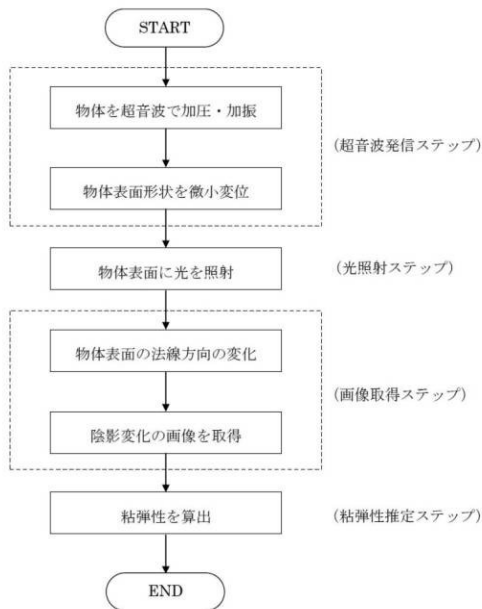 START
物体を超音波で加圧・加振
(超音波発信ステップ)
物体表面形状を微小変位
物体表面に光を照射
(光照射ステップ)
物体表面の法線方向の変化
(画像取得ステップ)
陰影変化の画像を取得
粘弾性を算出
(粘弾性推定ステップ)
END